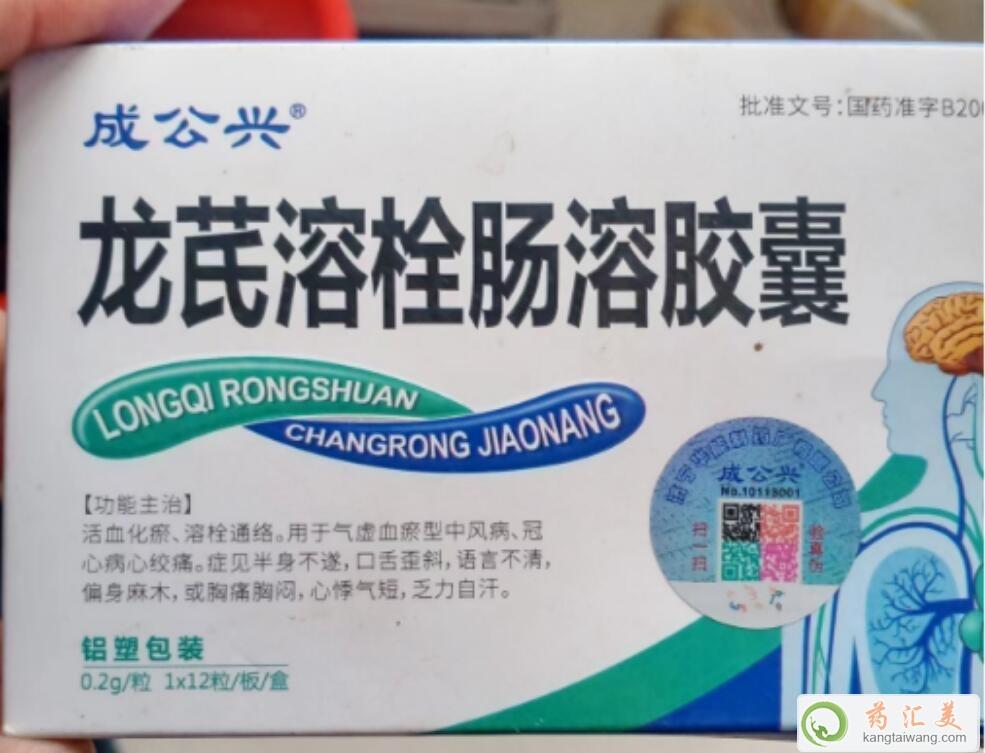 成公兴®
批准文号：国药准字B200
龙芪溶栓肠溶胶囊
LONGQI RONGSHUAN
CHANGRONG JIAONANG
【功能主治】
活血化瘀、溶栓通络。用于气虚血瘀型中风病、冠
心病心绞痛。症见半身不遂，口舌歪斜，语言不清，
偏身麻木，或胸痛胸闷，心悸气短，乏力自汗。
铝塑包装
0.2g/粒 1x12粒/板/盒
成公兴
No.10113001
扫一扫
验真伪
药汇美
kangtaiwang.com